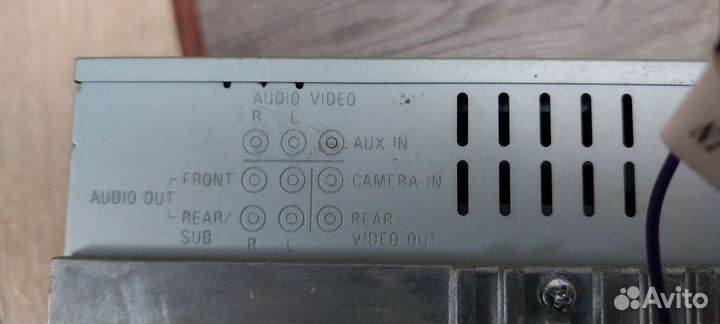 AUDIO VIDEO
R L
AUX IN
FRONT CAMERA IN
AUDIO OUT
REAR/ REAR
SUB VIDEO OUT
R L
Avito